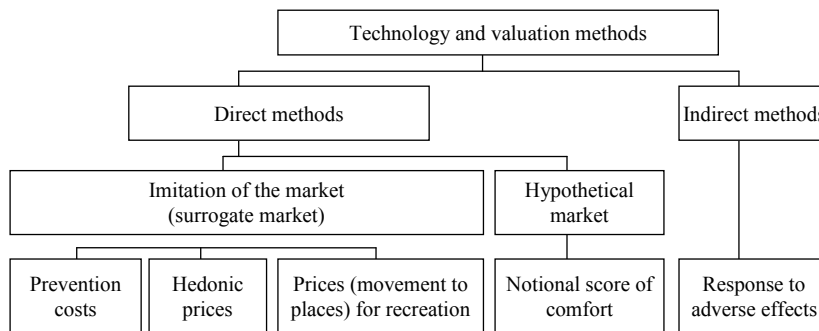 Technology and valuation methods
Direct methods
Indirect methods
Imitation of the market
(surrogate market)
Hypothetical
market
Prevention
costs
Hedonic
prices
Prices (movement to
places) for recreation
Notional score of
comfort
Response to
adverse effects